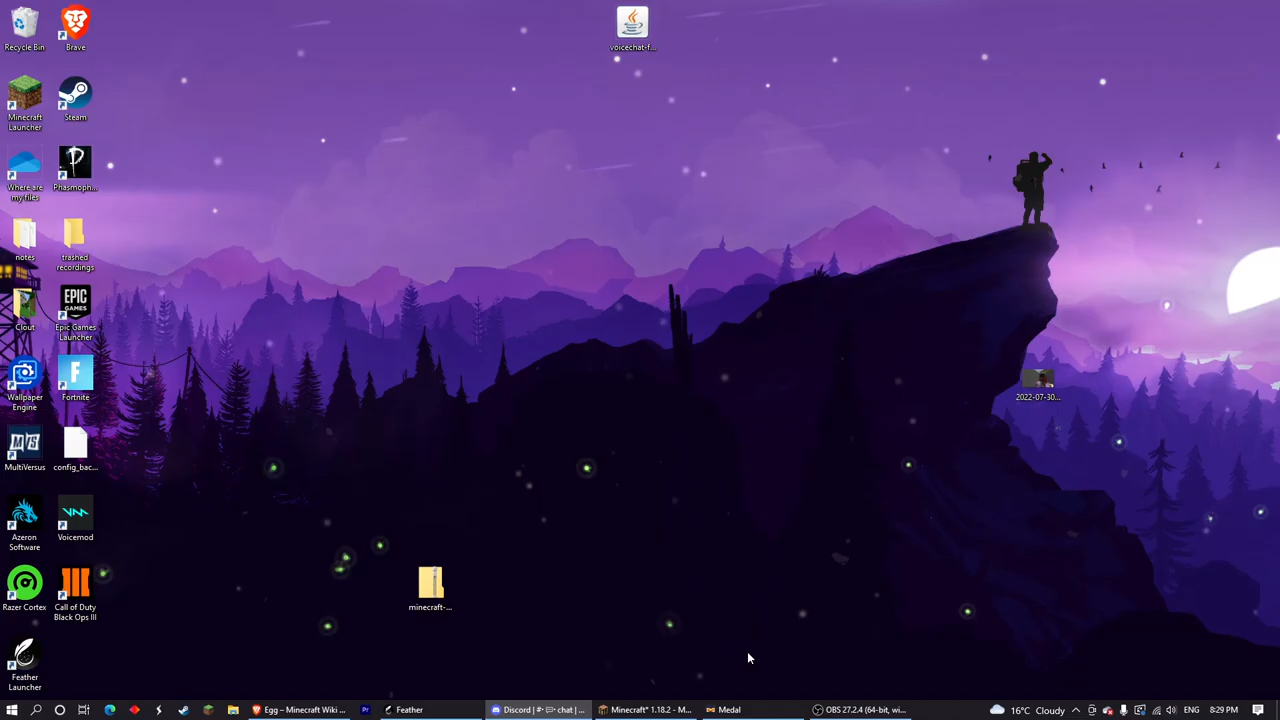 Recycle Bin
Brave
voicechat-f...
Minecraft
Launcher
Steam
Where are
my files
Phasmoph...
notes
trashed
recordings
Clout
EPIC
GAMES
Epic Games
Launcher
Wallpaper
Engine
F
Fortnite
2022-07-30...
MVS
MultiVersus
config_bac...
Azeron
Software
Voicemod
Razer Cortex
Call of Duty
Black Ops III
minecraft-...
Feather
Launcher
Egg – Minecraft Wiki ...
Pr
Feather
Discord | #• chat | ...
Minecraft* 1.18.2 - M...
Medal
OBS 27.2.4 (64-bit, wi...
16°C Cloudy
ENG
8:29 PM